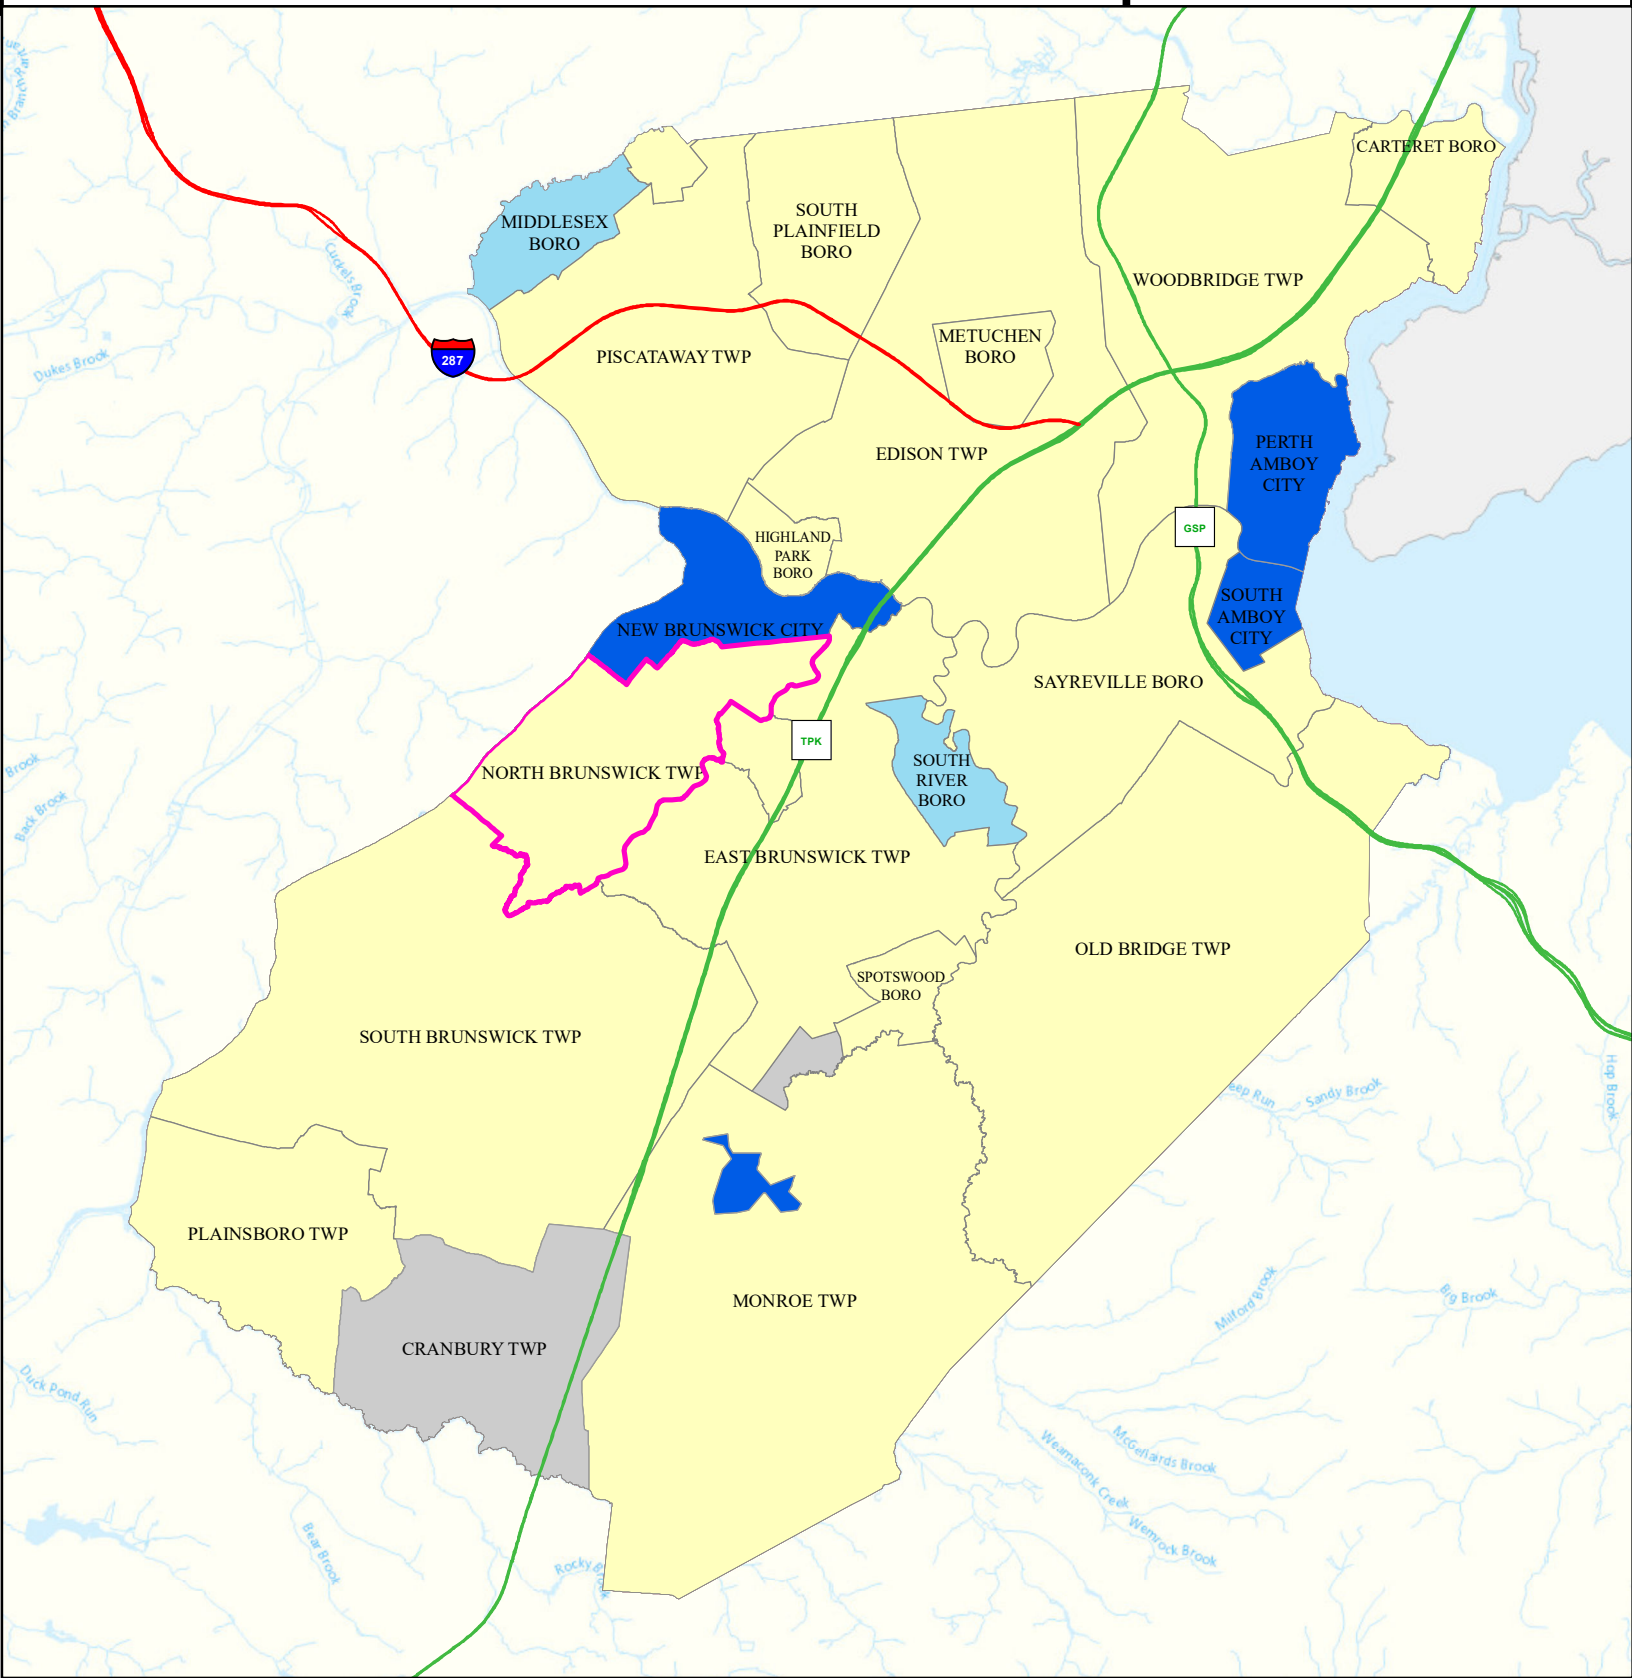 CARTERET BORO
MIDDLESEX
BORO
SOUTH
PLAINFIELD
BORO
WOODBRIDGE TWP
Cuckels Brook
METUCHEN
BORO
287
PISCATAWAY TWP
Dukes Brook
EDISON TWP
PERTH
AMBOY
CITY
GSP
HIGHLAND
PARK
BORO
SOUTH
AMBOY
CITY
NEW BRUNSWICK CITY
SAYREVILLE BORO
TPK
SOUTH
RIVER
BORO
NORTH BRUNSWICK TWP
Brook
Back Brook
EAST BRUNSWICK TWP
OLD BRIDGE TWP
SPOTSWOOD
BORO
SOUTH BRUNSWICK TWP
eep Run
Sandy Brook
Hop Brook
PLAINSBORO TWP
MONROE TWP
Milford Brook
Big Brook
CRANBURY TWP
Duck Pond Run
McGellairds Brook
Weamaconk Creek
Wemrock Brook
Bear Brook
Rocky Brook